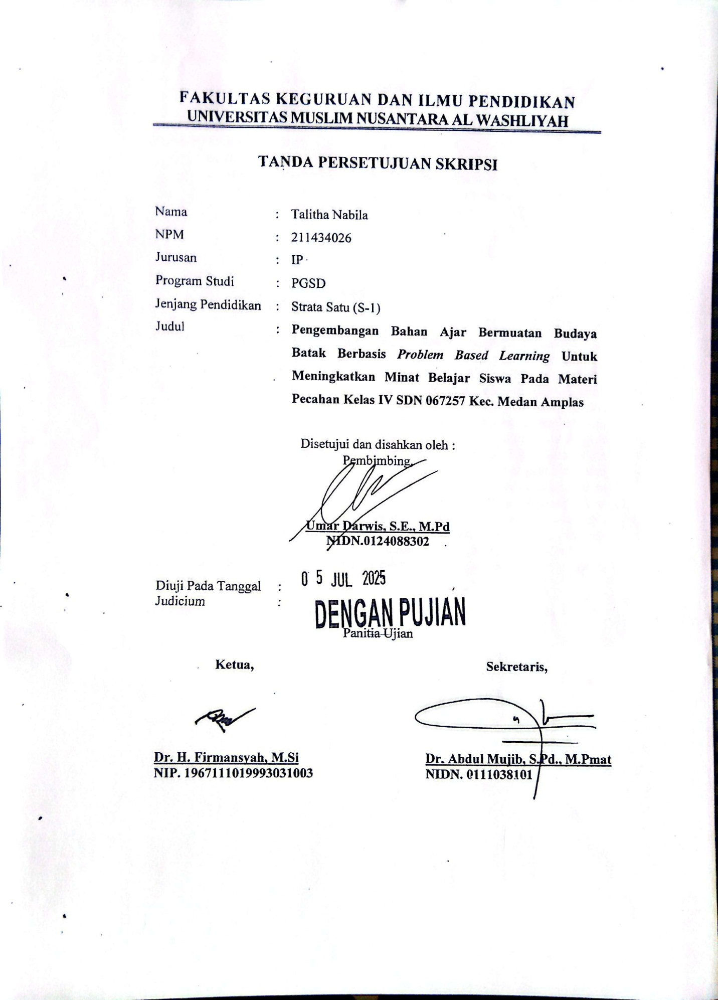 FAKULTAS KEGURUAN DAN ILMU PENDIDIKAN
UNIVERSITAS MUSLIM NUSANTARA AL WASHLIYAH
TANDA PERSETUJUAN SKRIPSI
Nama : Talitha Nabila
NPM : 211434026
Jurusan : IP
Program Studi : PGSD
Jenjang Pendidikan : Strata Satu (S-1)
Judul : Pengembangan Bahan Ajar Bermuatan Budaya
Batak Berbasis Problem Based Learning Untuk
Meningkatkan Minat Belajar Siswa Pada Materi
Pecahan Kelas IV SDN 067257 Kec. Medan Amplas
Disetujui dan disahkan oleh :
Pembimbing,
Umar Darwis, S.E., M.Pd
NIDN.0124088302
Diuji Pada Tanggal : 05 JUL 2025
Judicium : DENGAN PUJIAN
Panitia Ujian
Ketua, Sekretaris,
Dr. H. Firmansyah, M.Si Dr. Abdul Mujib, S.Pd., M.Pmat
NIP. 1967111019993031003 NIDN. 0111038101